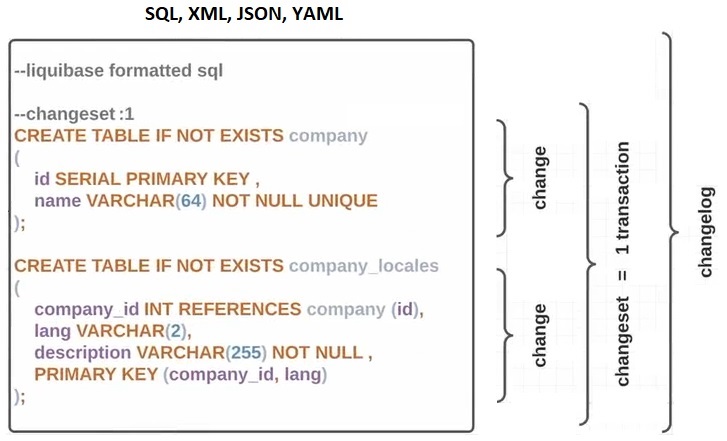 SQL, XML, JSON, YAML
--liquibase formatted sql
--changeset :1
CREATE TABLE IF NOT EXISTS company
(
id SERIAL PRIMARY KEY ,
name VARCHAR(64) NOT NULL UNIQUE
);
CREATE TABLE IF NOT EXISTS company_locales
(
company_id INT REFERENCES company (id),
lang VARCHAR(2),
description VARCHAR(255) NOT NULL ,
PRIMARY KEY (company_id, lang)
);
change
change
changeset = 1 transaction
changelog